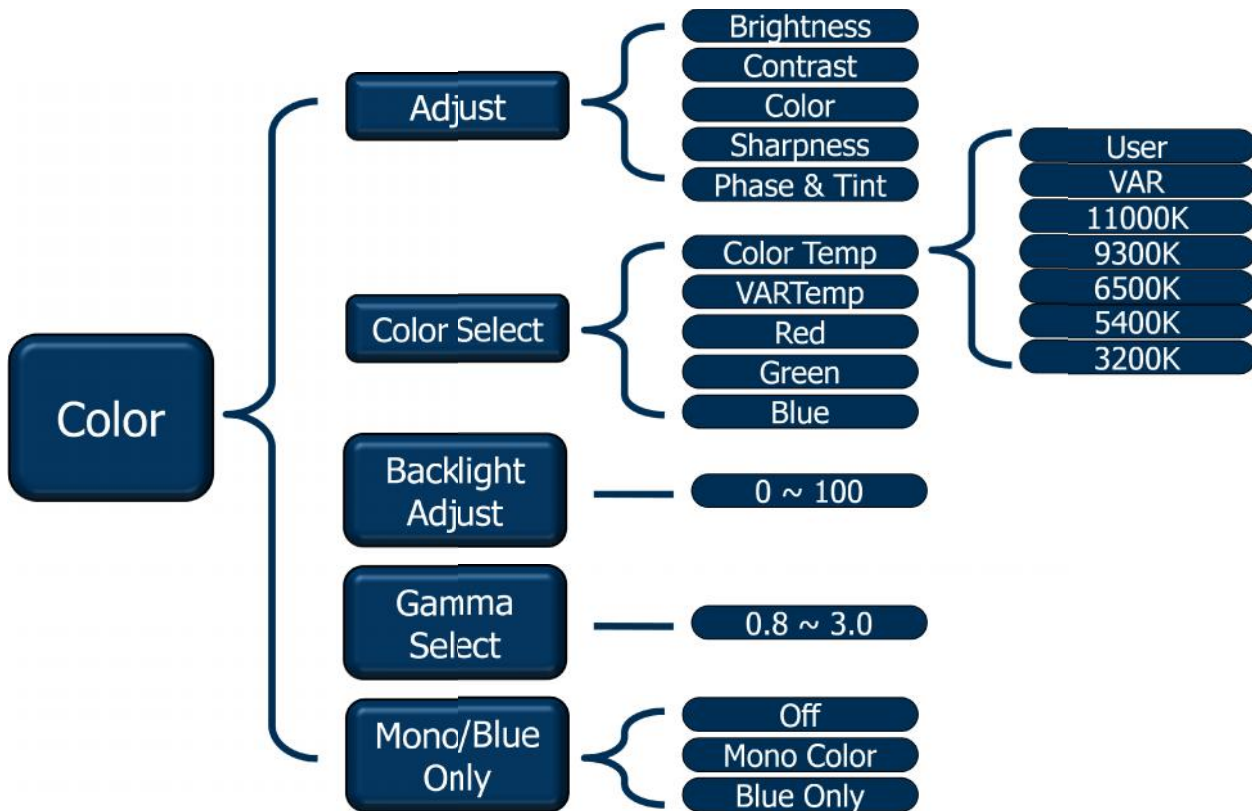 Color
Adjust
Brightness
Contrast
Color
Sharpness
Phase & Tint
Color Select
Color Temp
VARTemp
Red
Green
Blue
User
VAR
11000K
9300K
6500K
5400K
3200K
Backlight
Adjust
0 ~ 100
Gamma
Select
0.8 ~ 3.0
Mono/Blue
Only
Off
Mono Color
Blue Only